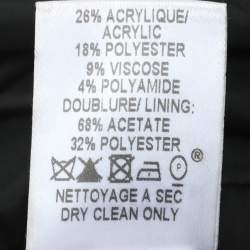 26% ACRYLIQUE/
ACRYLIC
18% POLYESTER
9% VISCOSE
4% POLYAMIDE
DOUBLURE/ LINING:
68% ACETATE
32% POLYESTER
®
NETTOYAGE A SEC
DRY CLEAN ONLY